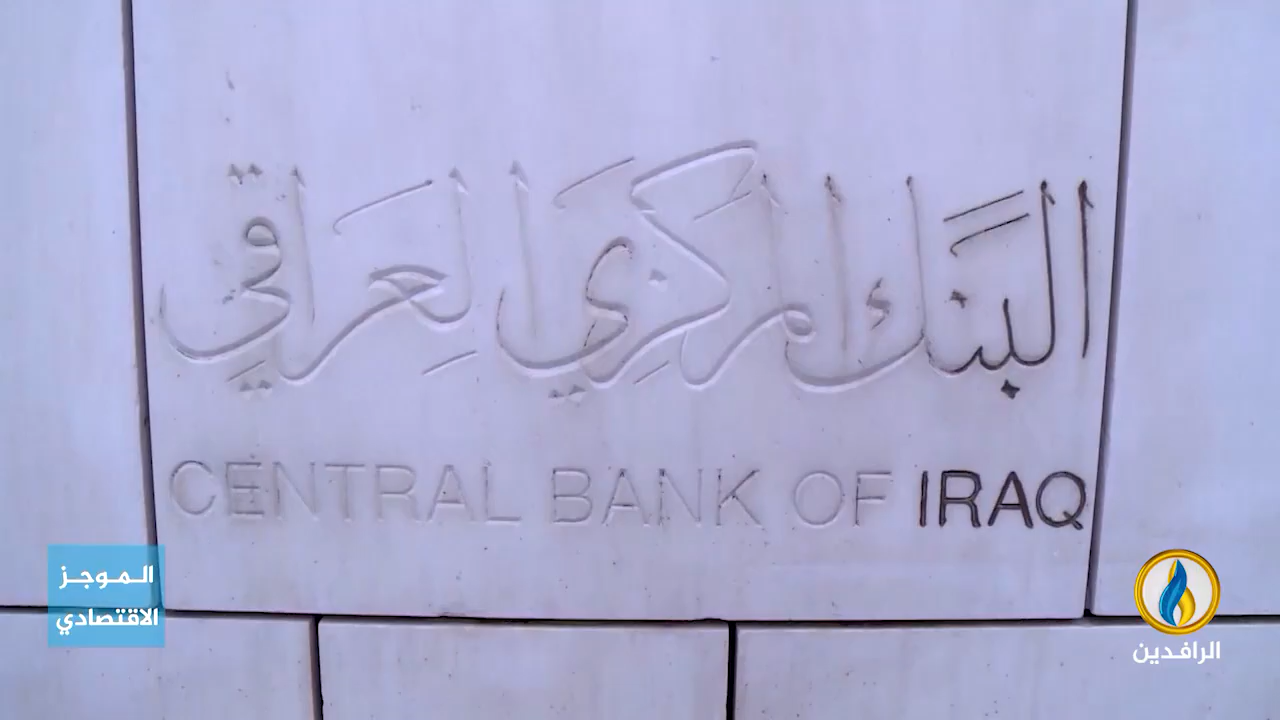 البنك المركزي العراقي
CENTRAL BANK OF IRAQ
الموجز
الاقتصادي
الرافدين